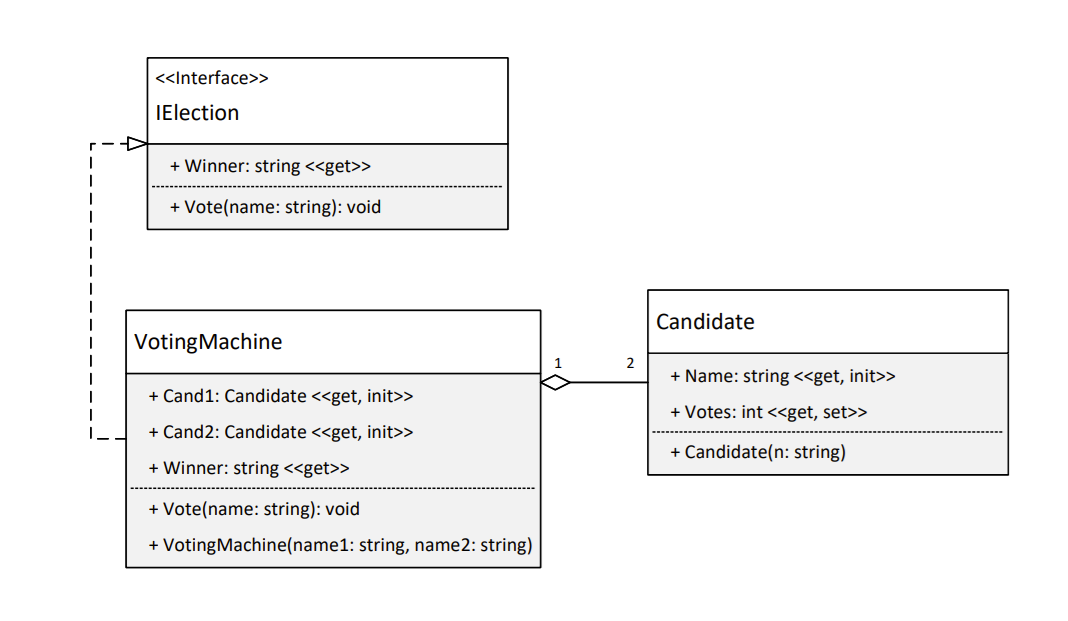 <<Interface>>
IElection
+ Winner: string <<get>>
+ Vote(name: string): void
VotingMachine
+ Cand1: Candidate <<get, init>>
+ Cand2: Candidate <<get, init>>
+ Winner: string <<get>>
+ Vote(name: string): void
+ VotingMachine(name1: string, name2: string)
1
2
Candidate
+ Name: string <<get, init>>
+ Votes: int <<get, set>>
+ Candidate(n: string)